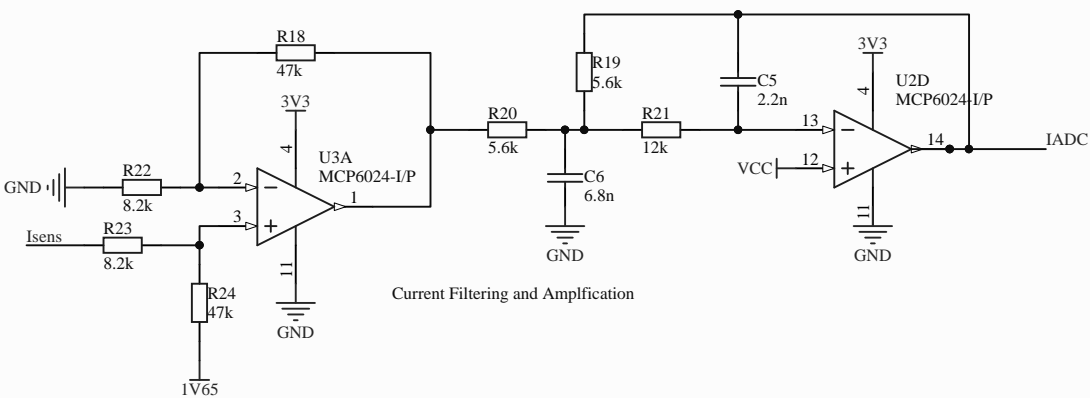 R18
47k
3V3
4
U3A
MCP6024-I/P
GND
R22
8.2k
2
1
3
Isens
R23
8.2k
11
GND
R24
47k
1V65
R20
5.6k
R19
5.6k
C6
6.8n
GND
R21
12k
C5
2.2n
3V3
4
U2D
MCP6024-I/P
13
VCC
12
14
IADC
11
GND
Current Filtering and Amplfication